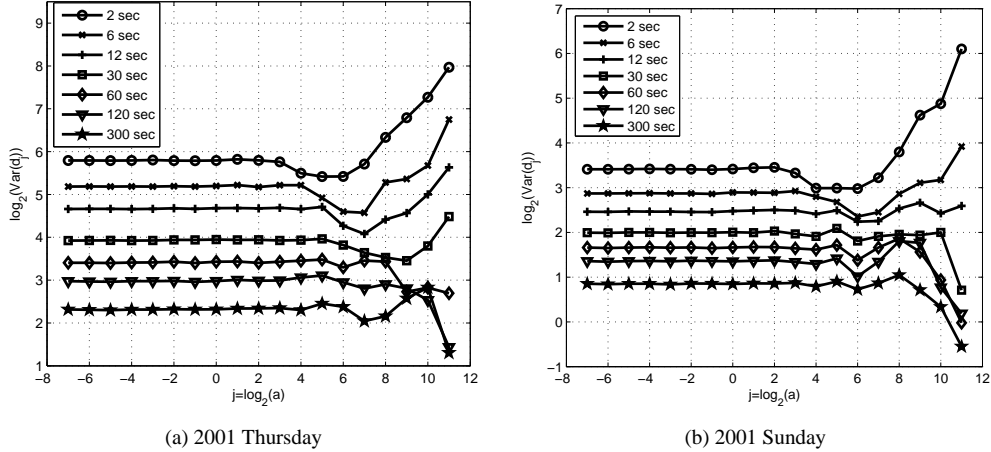 9
8
7
6
5
4
3
2
1
−8 −6 −4 −2 0 2 4 6 8 10 12
log2(Var(dj))
j=log2(a)
2 sec
6 sec
12 sec
30 sec
60 sec
120 sec
300 sec
(a) 2001 Thursday
7
6
5
4
3
2
1
0
−1
−8 −6 −4 −2 0 2 4 6 8 10 12
log2(Var(dj))
j=log2(a)
2 sec
6 sec
12 sec
30 sec
60 sec
120 sec
300 sec
(b) 2001 Sunday